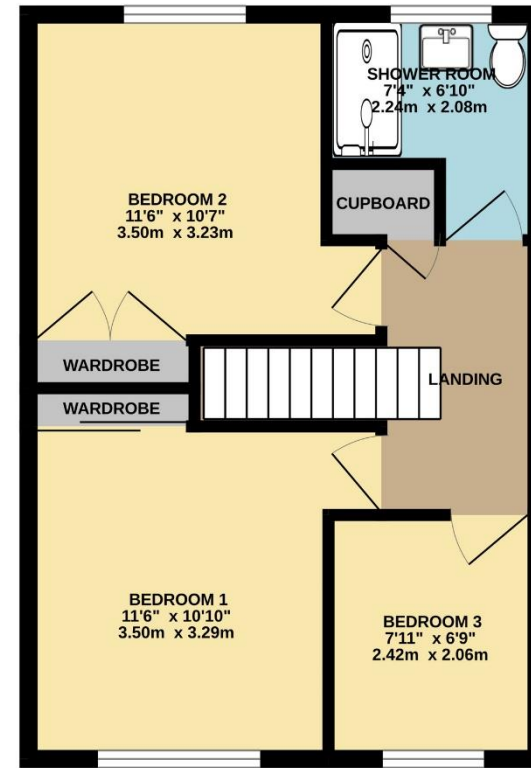 SHOWER ROOM
7'4" x 6'10"
2.24m x 2.08m
BEDROOM 2
11'6" x 10'7"
3.50m x 3.23m
CUPBOARD
WARDROBE
LANDING
WARDROBE
BEDROOM 1
11'6" x 10'10"
3.50m x 3.29m
BEDROOM 3
7'11" x 6'9"
2.42m x 2.06m